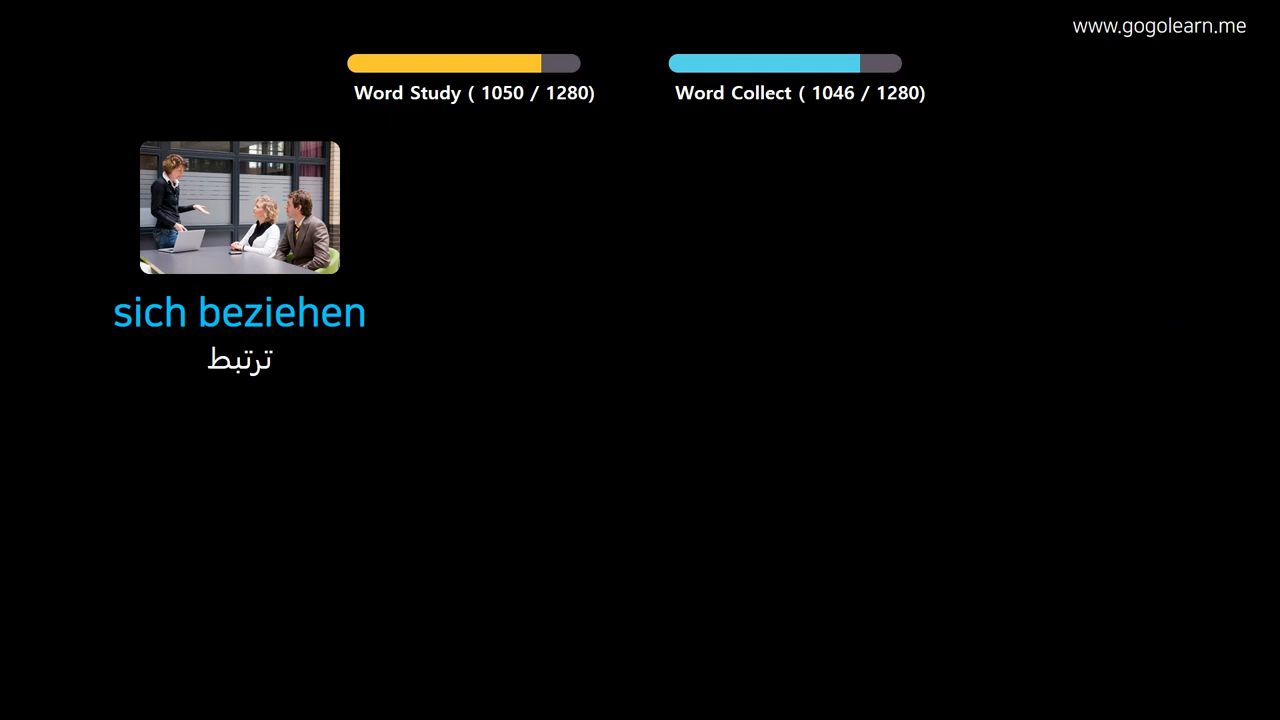 www.gogolearn.me
Word Study ( 1050 / 1280)
Word Collect ( 1046 / 1280)
sich beziehen
ترتبط